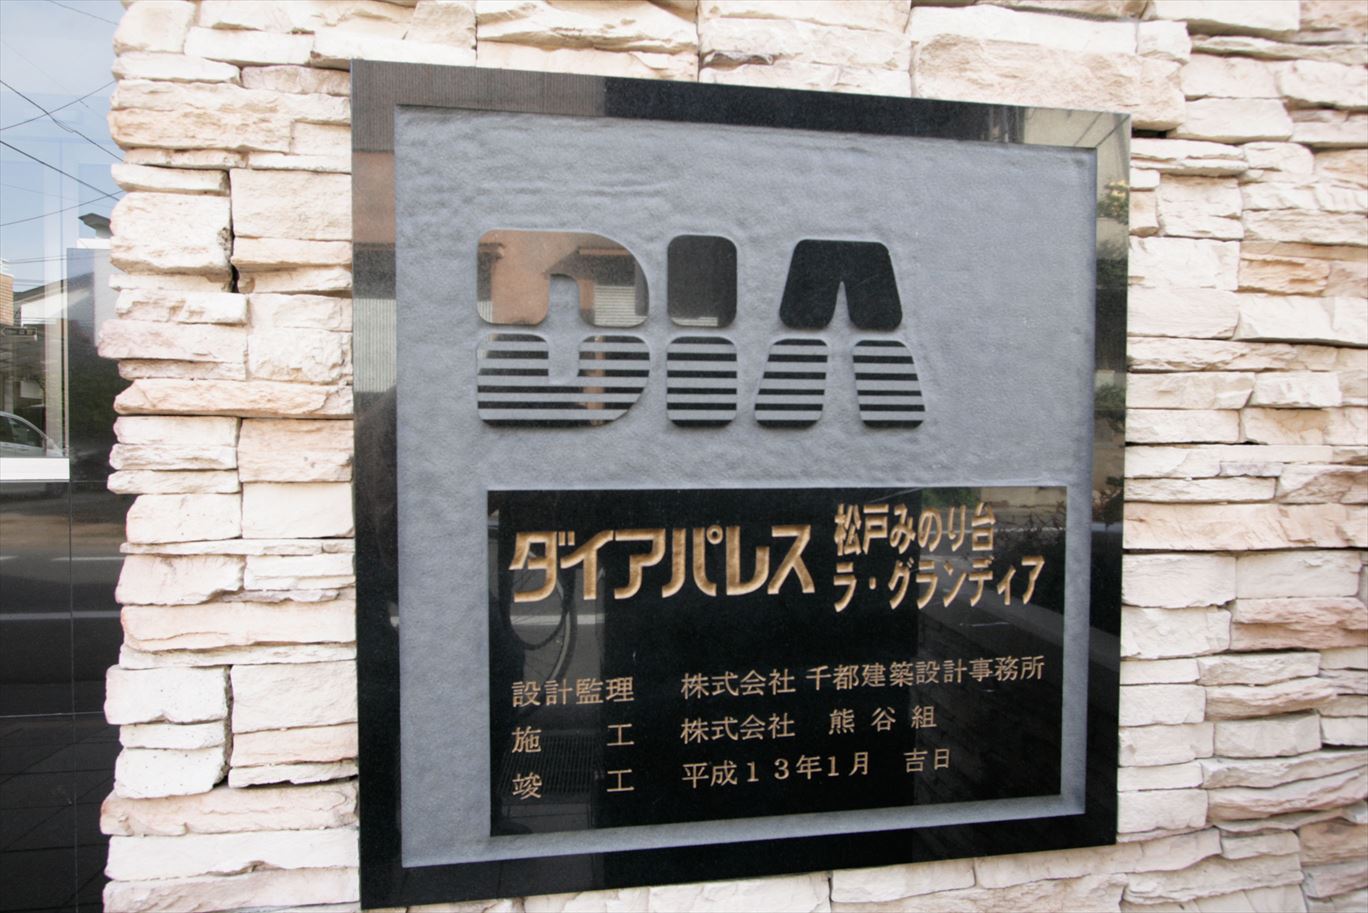 DIA
ダイアパレス 松戸みのり台
ラ・グランディア
設計監理 株式会社 千都建築設計事務所
施工 株式会社 熊谷組
竣工 平成13年1月 吉日